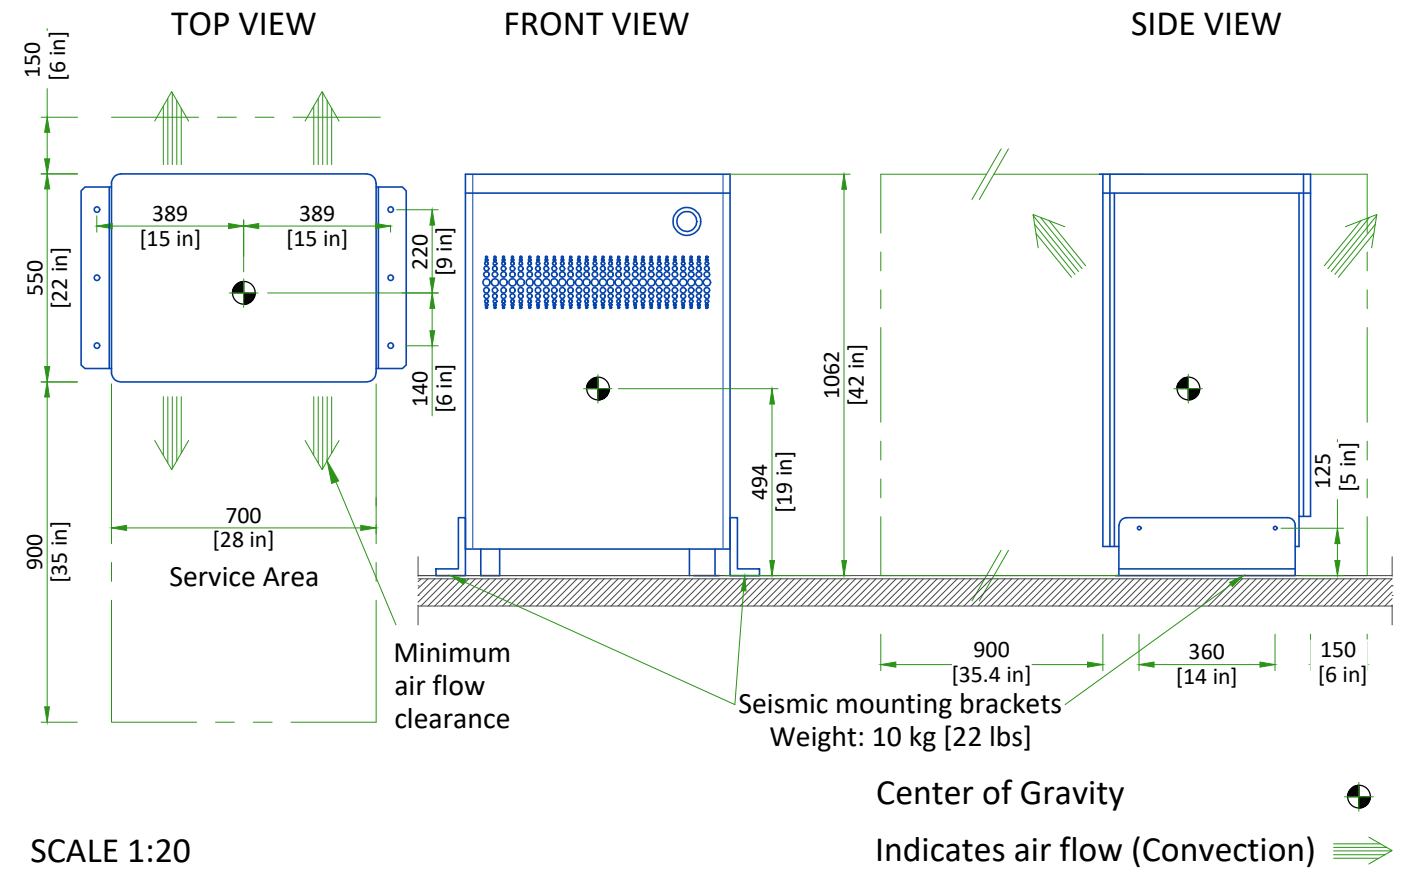 TOP VIEW
FRONT VIEW
SIDE VIEW
150
[6 in]
389
[15 in]
389
[15 in]
220
[9 in]
550
[22 in]
140
[6 in]
1062
[42 in]
494
[19 in]
125
[5 in]
700
[28 in]
900
[35 in]
Service Area
Minimum
air flow
clearance
900
[35.4 in]
360
[14 in]
150
[6 in]
Seismic mounting brackets
Weight: 10 kg [22 lbs]
Center of Gravity
Indicates air flow (Convection)
SCALE 1:20